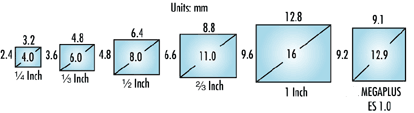 Units: mm
3.2
2.4 4.0
1/4 Inch
4.8
3.6 6.0
1/3 Inch
6.4
4.8 8.0
1/2 Inch
8.8
6.6 11.0
2/3 Inch
12.8
9.6 16
1 Inch
9.1
9.2 12.9
MEGAPLUS
ES 1.0